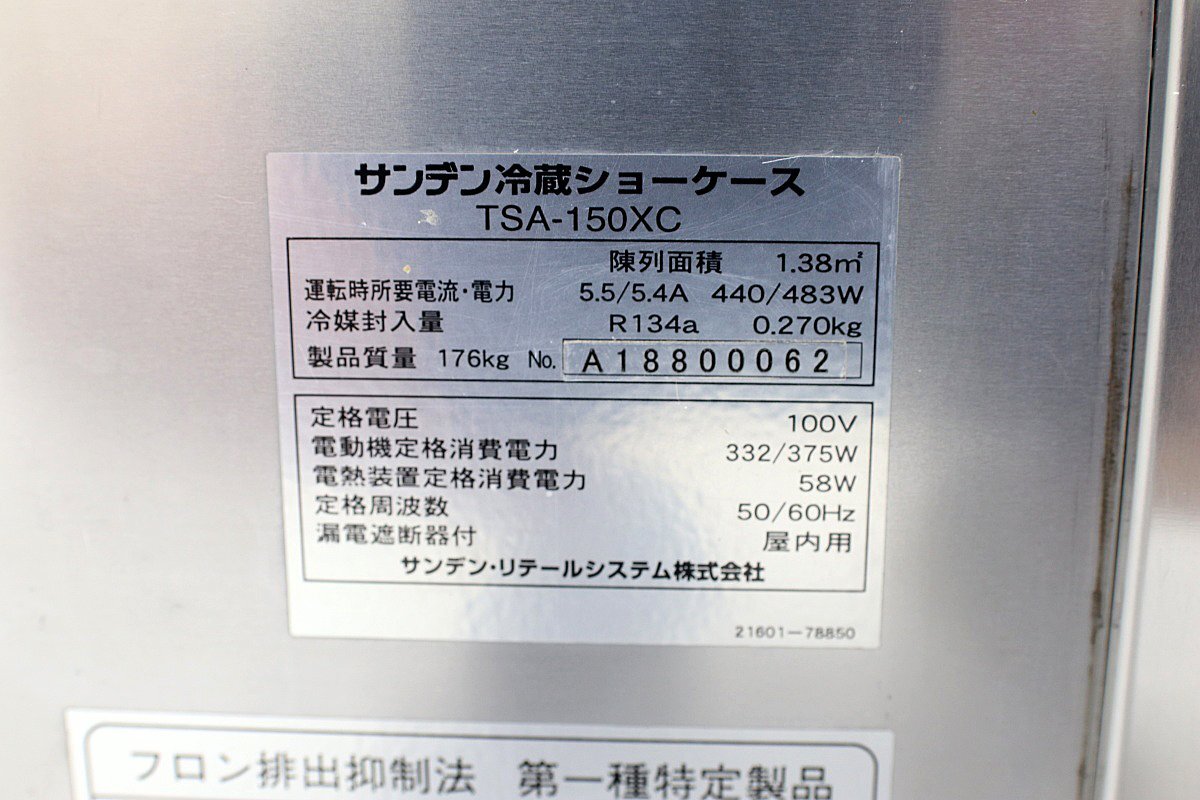 サンデン冷蔵ショーケース
TSA-150XC
陳列面積 1.38㎡
運転時所要電流・電力 5.5/5.4A 440/483W
冷媒封入量 R134a 0.270kg
製品質量 176kg No. A18800062
定格電圧 100V
電動機定格消費電力 332/375W
電熱装置定格消費電力 58W
定格周波数 50/60Hz
漏電遮断器付 屋内用
サンデン・リテールシステム株式会社
21601-78850
フロン排出抑制法 第一種特定製品